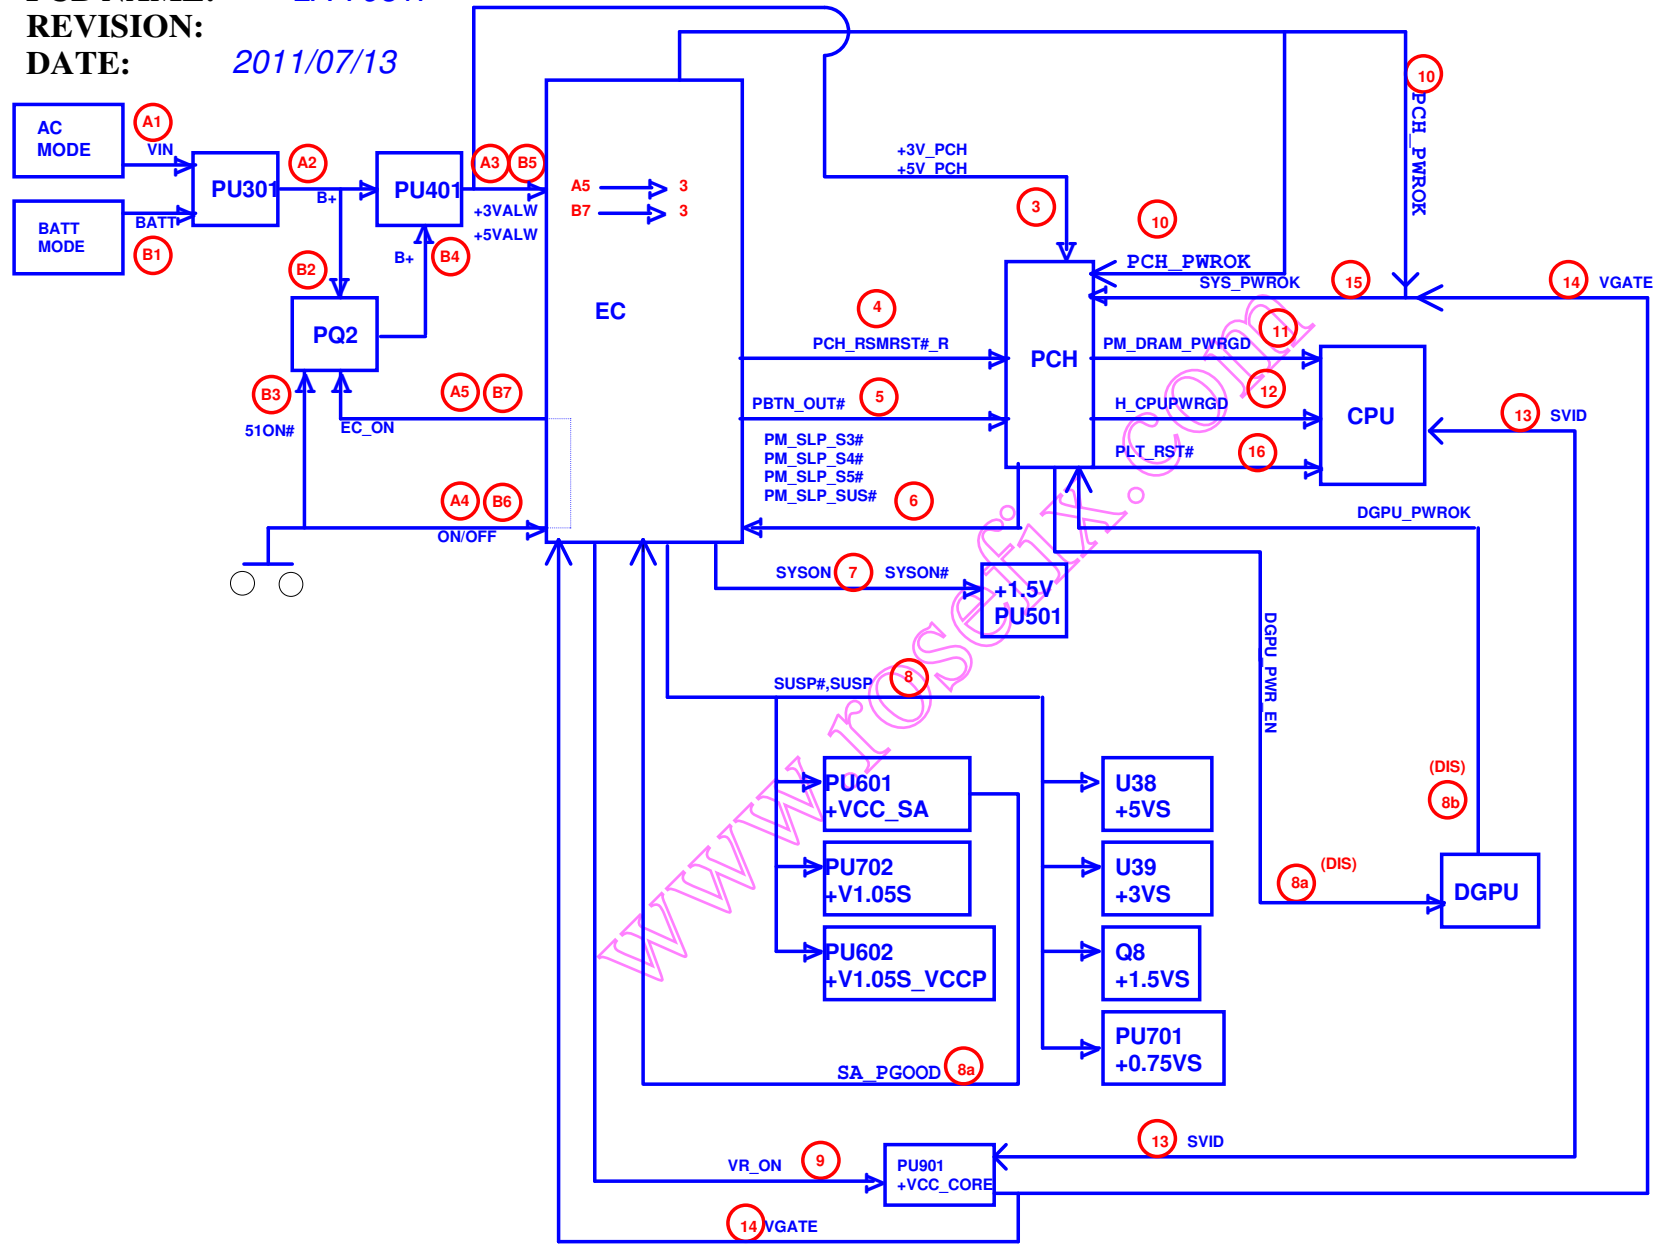 REVISION:
DATE: 2011/07/13
AC
MODE
A1
VIN
BATT
MODE
BATT
B1
PU301
A2
B+
PU401
A3 B5
+3VALW
+5VALW
B2
B+
B4
PQ2
B3
51ON#
A5 B7
EC_ON
A4 B6
ON/OFF
A5 3
B7 3
EC
+3V_PCH
+5V_PCH
3
10
PCH_PWROK
10
PCH_PWROK
SYS_PWROK
15
14
VGATE
4
PCH_RSMRST#_R
PCH
11
PM_DRAM_PWRGD
5
PBTN_OUT#
12
H_CPUPWRGD
CPU
13
SVID
PM_SLP_S3#
PM_SLP_S4#
PM_SLP_S5#
PM_SLP_SUS#
6
PLT_RST#
16
DGPU_PWROK
SYSON 7 SYSON#
+1.5V
PU501
DGPU_PWR_EN
SUSP#,SUSP
8
PU601
+VCC_SA
PU702
+V1.05S
PU602
+V1.05S_VCCP
U38
+5VS
U39
+3VS
Q8
+1.5VS
PU701
+0.75VS
(DIS)
8b
(DIS)
8a
DGPU
SA_PGOOD
8a
VR_ON
9
PU901
+VCC_CORE
13
SVID
14
VGATE
www.rosefix.com